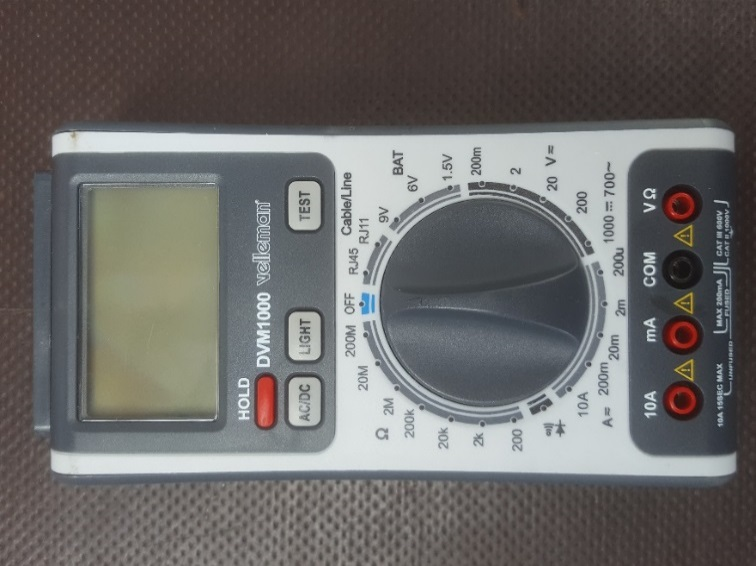 HOLD
DVM1000 velleman®
AC/DC LIGHT TEST
Cable/Line
200M OFF RJ45 RJ11
20M 9V
Ω 2M 6V BAT
200k
20k 1.5V
2k 200m
200 2
20 V≂
10A 200
A≂ 200m 20m 2m 200u 1000 ⎓ 700~
10A mA COM VΩ
10A 15SEC MAX MAX 200mA CAT III 600V
UNFUSED FUSED CAT II 1000V